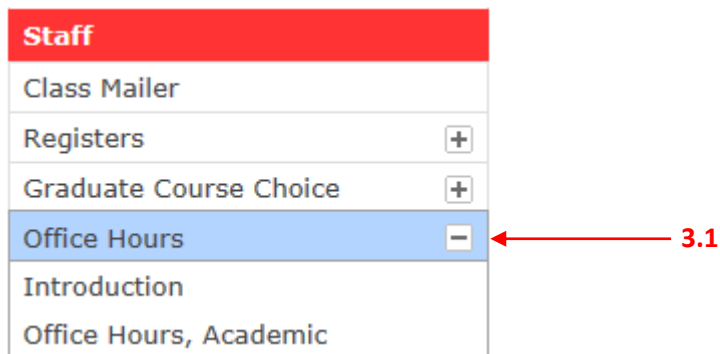 Staff
Class Mailer
Registers
Graduate Course Choice
Office Hours
3.1
Introduction
Office Hours, Academic